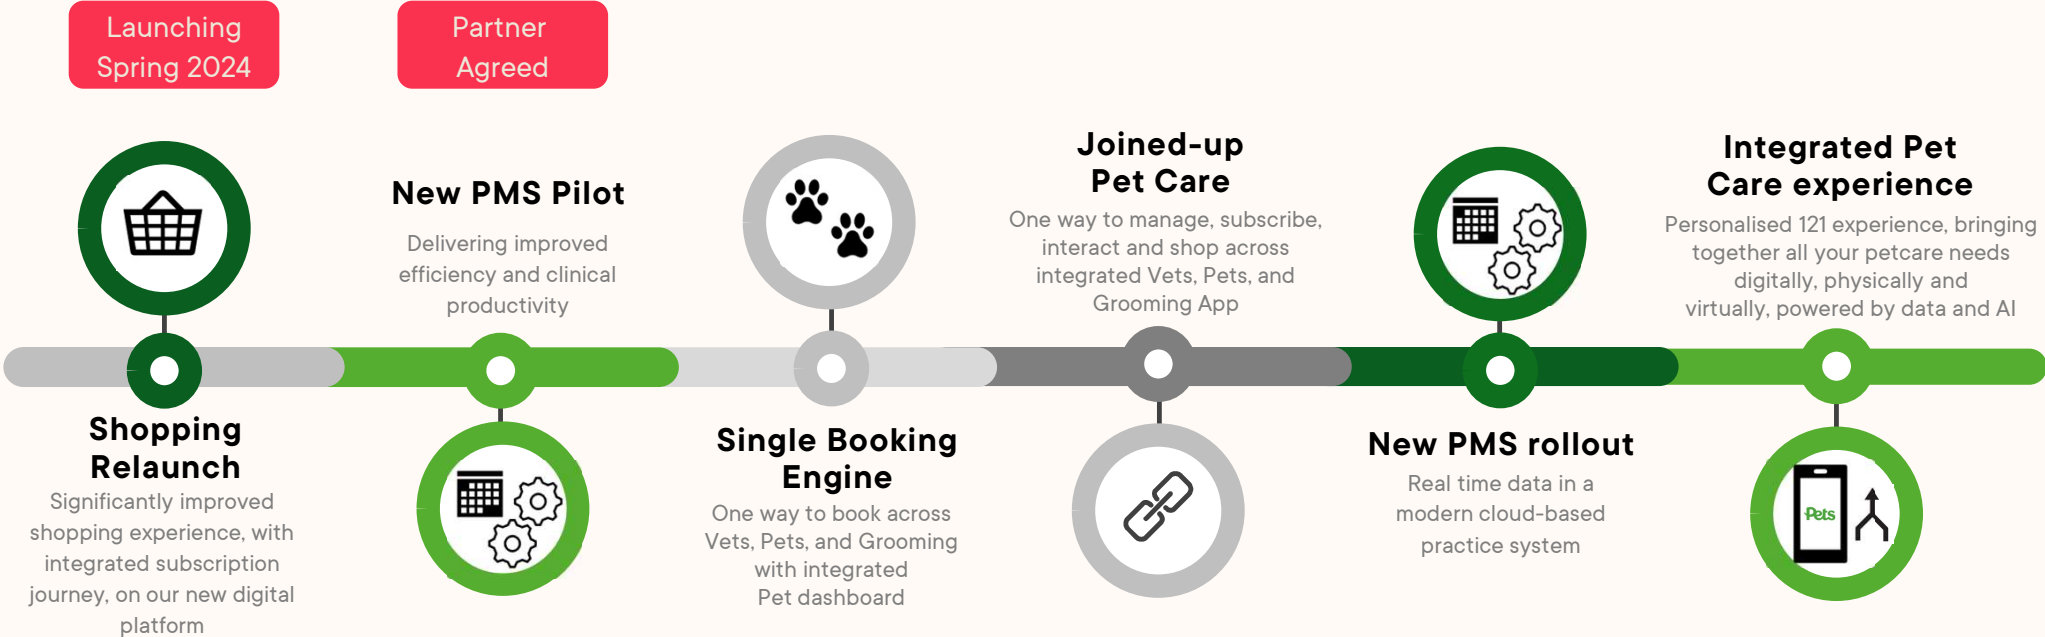 Launching
Spring 2024
Partner
Agreed
Shopping
Relaunch
Significantly improved
shopping experience, with
integrated subscription
journey, on our new digital
platform
New PMS Pilot
Delivering improved
efficiency and clinical
productivity
Single Booking
Engine
One way to book across
Vets, Pets, and Grooming
with integrated
Pet dashboard
Joined-up
Pet Care
One way to manage, subscribe,
interact and shop across
integrated Vets, Pets, and
Grooming App
New PMS rollout
Real time data in a
modern cloud-based
practice system
Integrated Pet
Care experience
Personalised 121 experience, bringing
together all your petcare needs
digitally, physically and
virtually, powered by data and AI
Pets